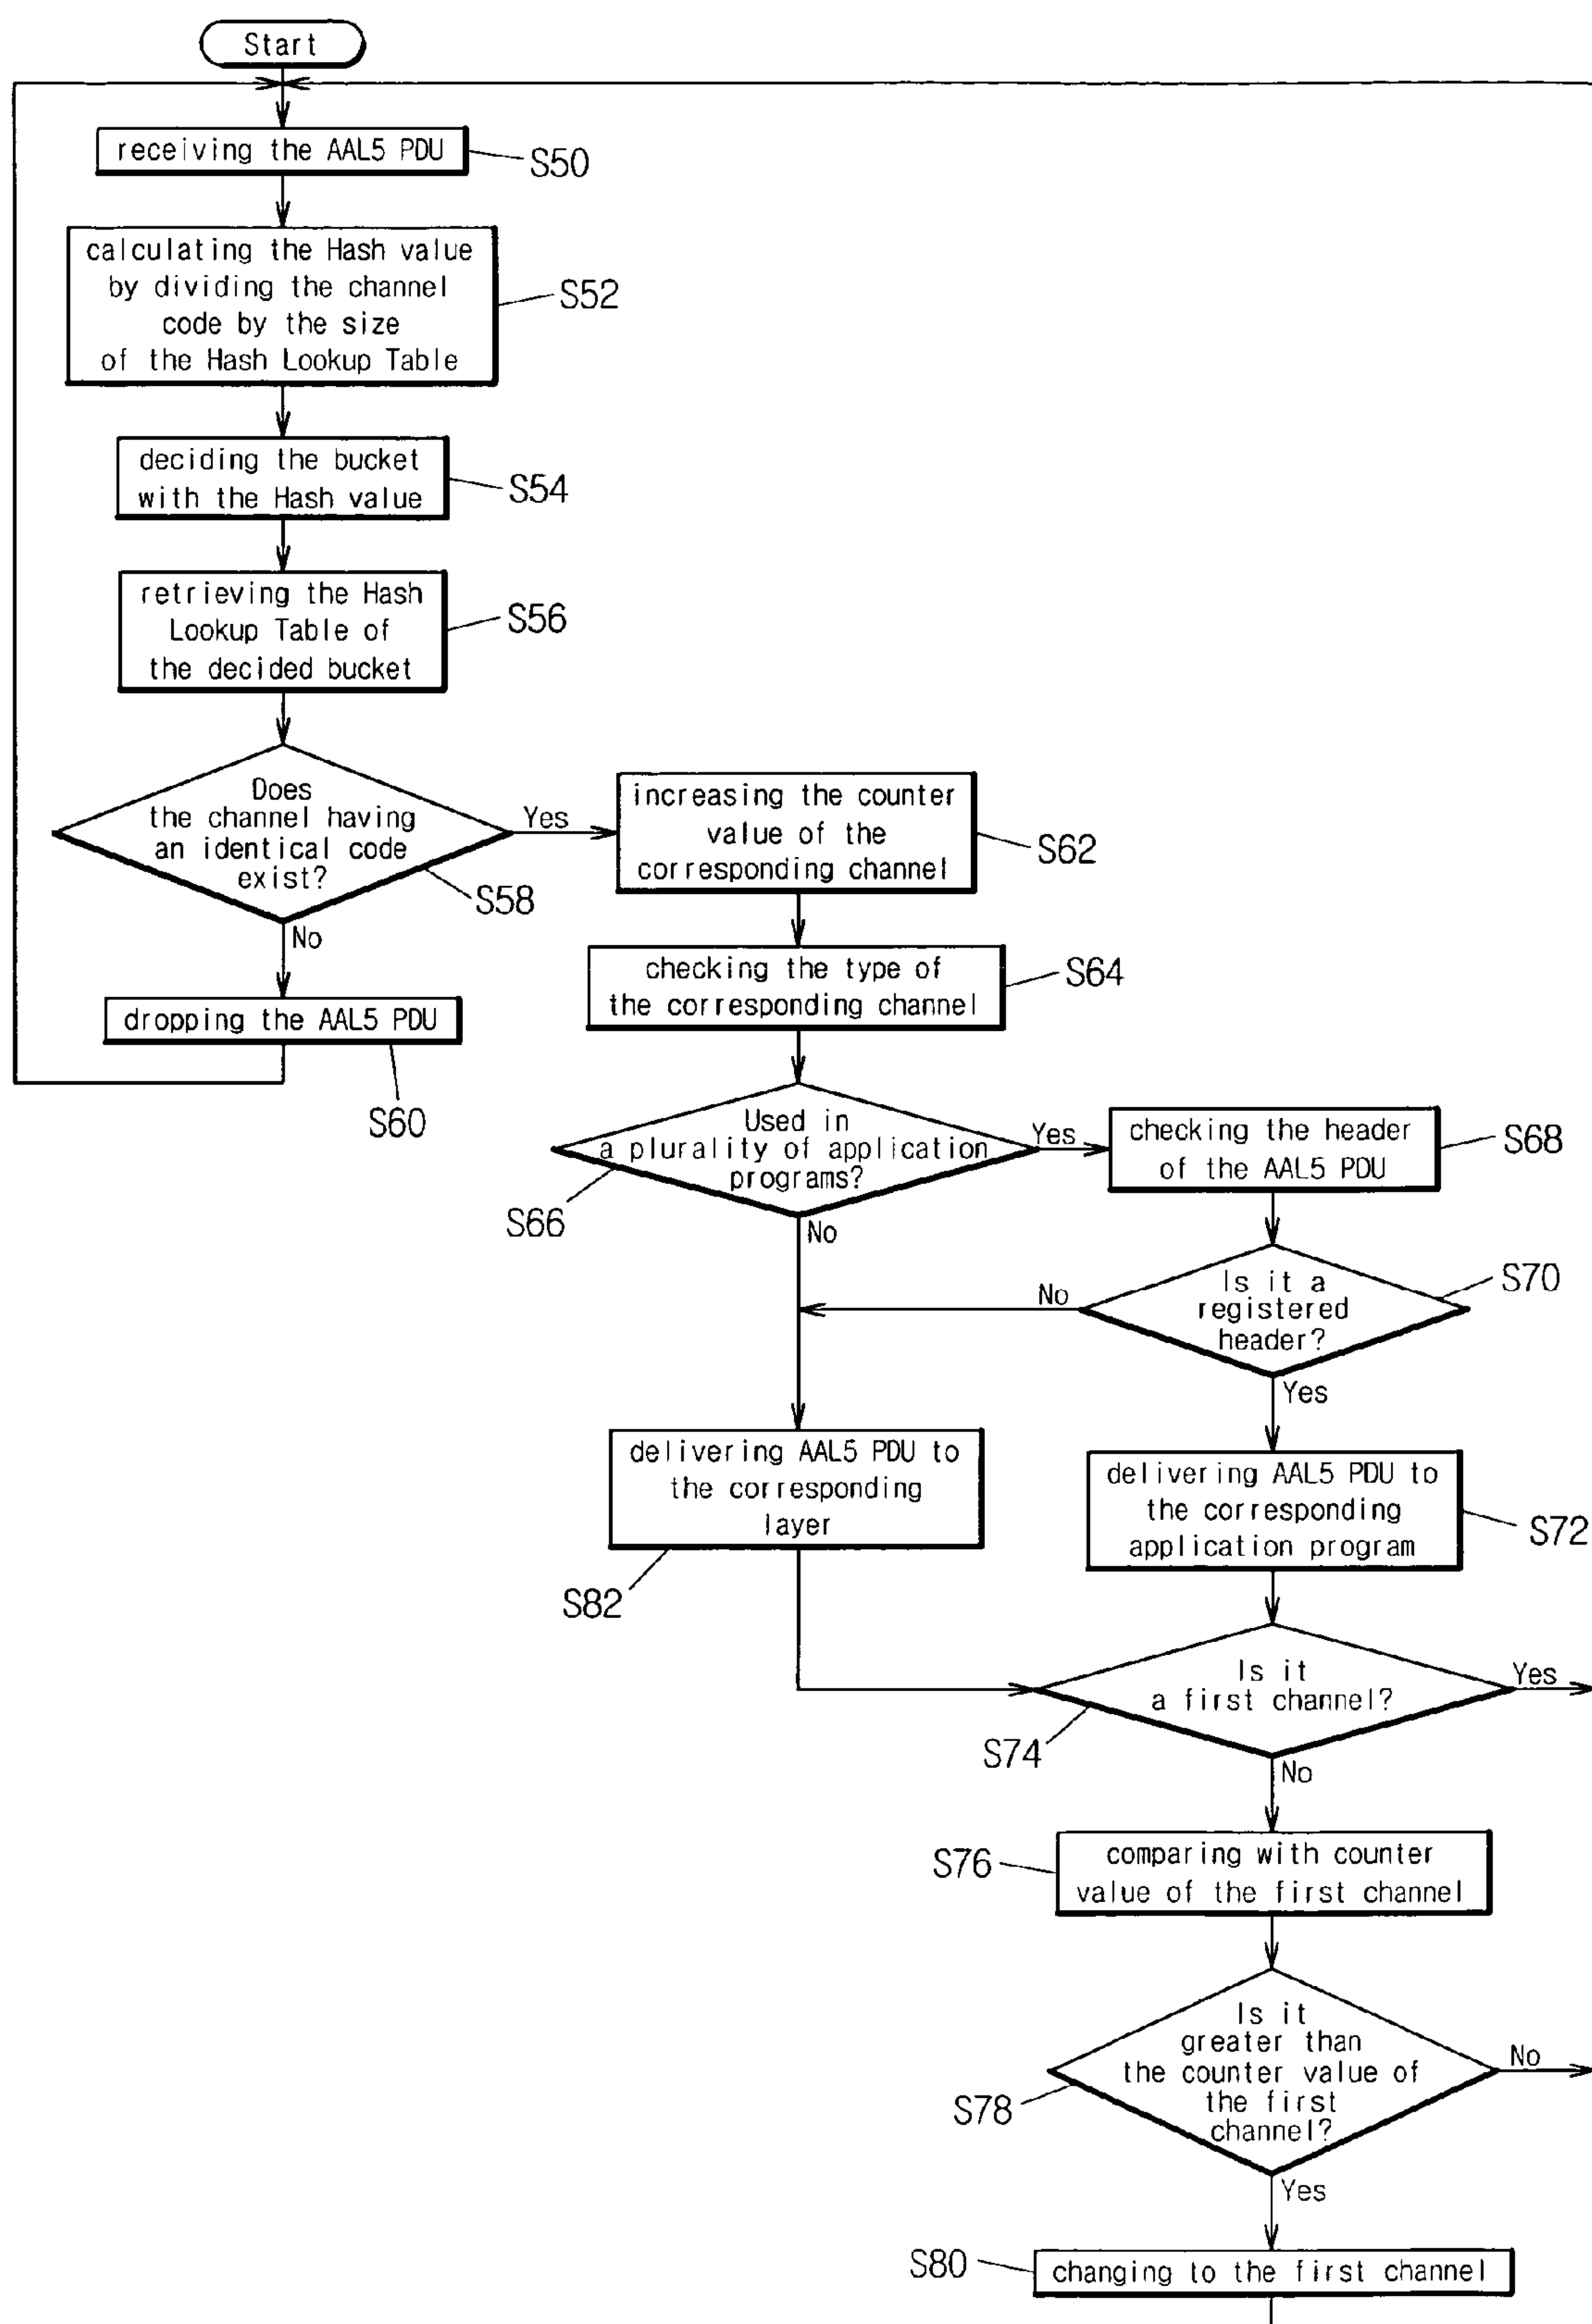 Start
receiving the AAL5 PDU
S50
calculating the Hash value
by dividing the channel
code by the size
of the Hash Lookup Table
S52
deciding the bucket
with the Hash value
S54
retrieving the Hash
Lookup Table of
the decided bucket
S56
Does
the channel having
an identical code
exist?
S58
Yes
No
dropping the AAL5 PDU
S60
increasing the counter
value of the
corresponding channel
S62
checking the type of
the corresponding channel
S64
Used in
a plurality of application
programs?
S66
Yes
No
checking the header
of the AAL5 PDU
S68
Is it a
registered
header?
S70
No
Yes
delivering AAL5 PDU to
the corresponding
layer
S82
delivering AAL5 PDU to
the corresponding
application program
S72
Is it
a first channel?
S74
Yes
No
comparing with counter
value of the first channel
S76
Is it
greater than
the counter value of
the first
channel?
S78
No
Yes
changing to the first channel
S80